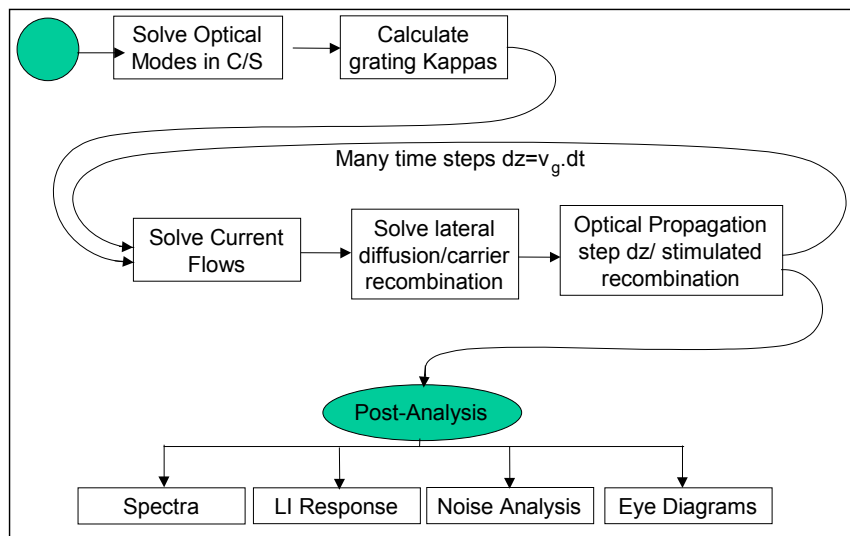 Solve Optical
Modes in C/S
Calculate
grating Kappas
Many time steps dz=v_g.dt
Solve Current
Flows
Solve lateral
diffusion/carrier
recombination
Optical Propagation
step dz/ stimulated
recombination
Post-Analysis
Spectra
LI Response
Noise Analysis
Eye Diagrams